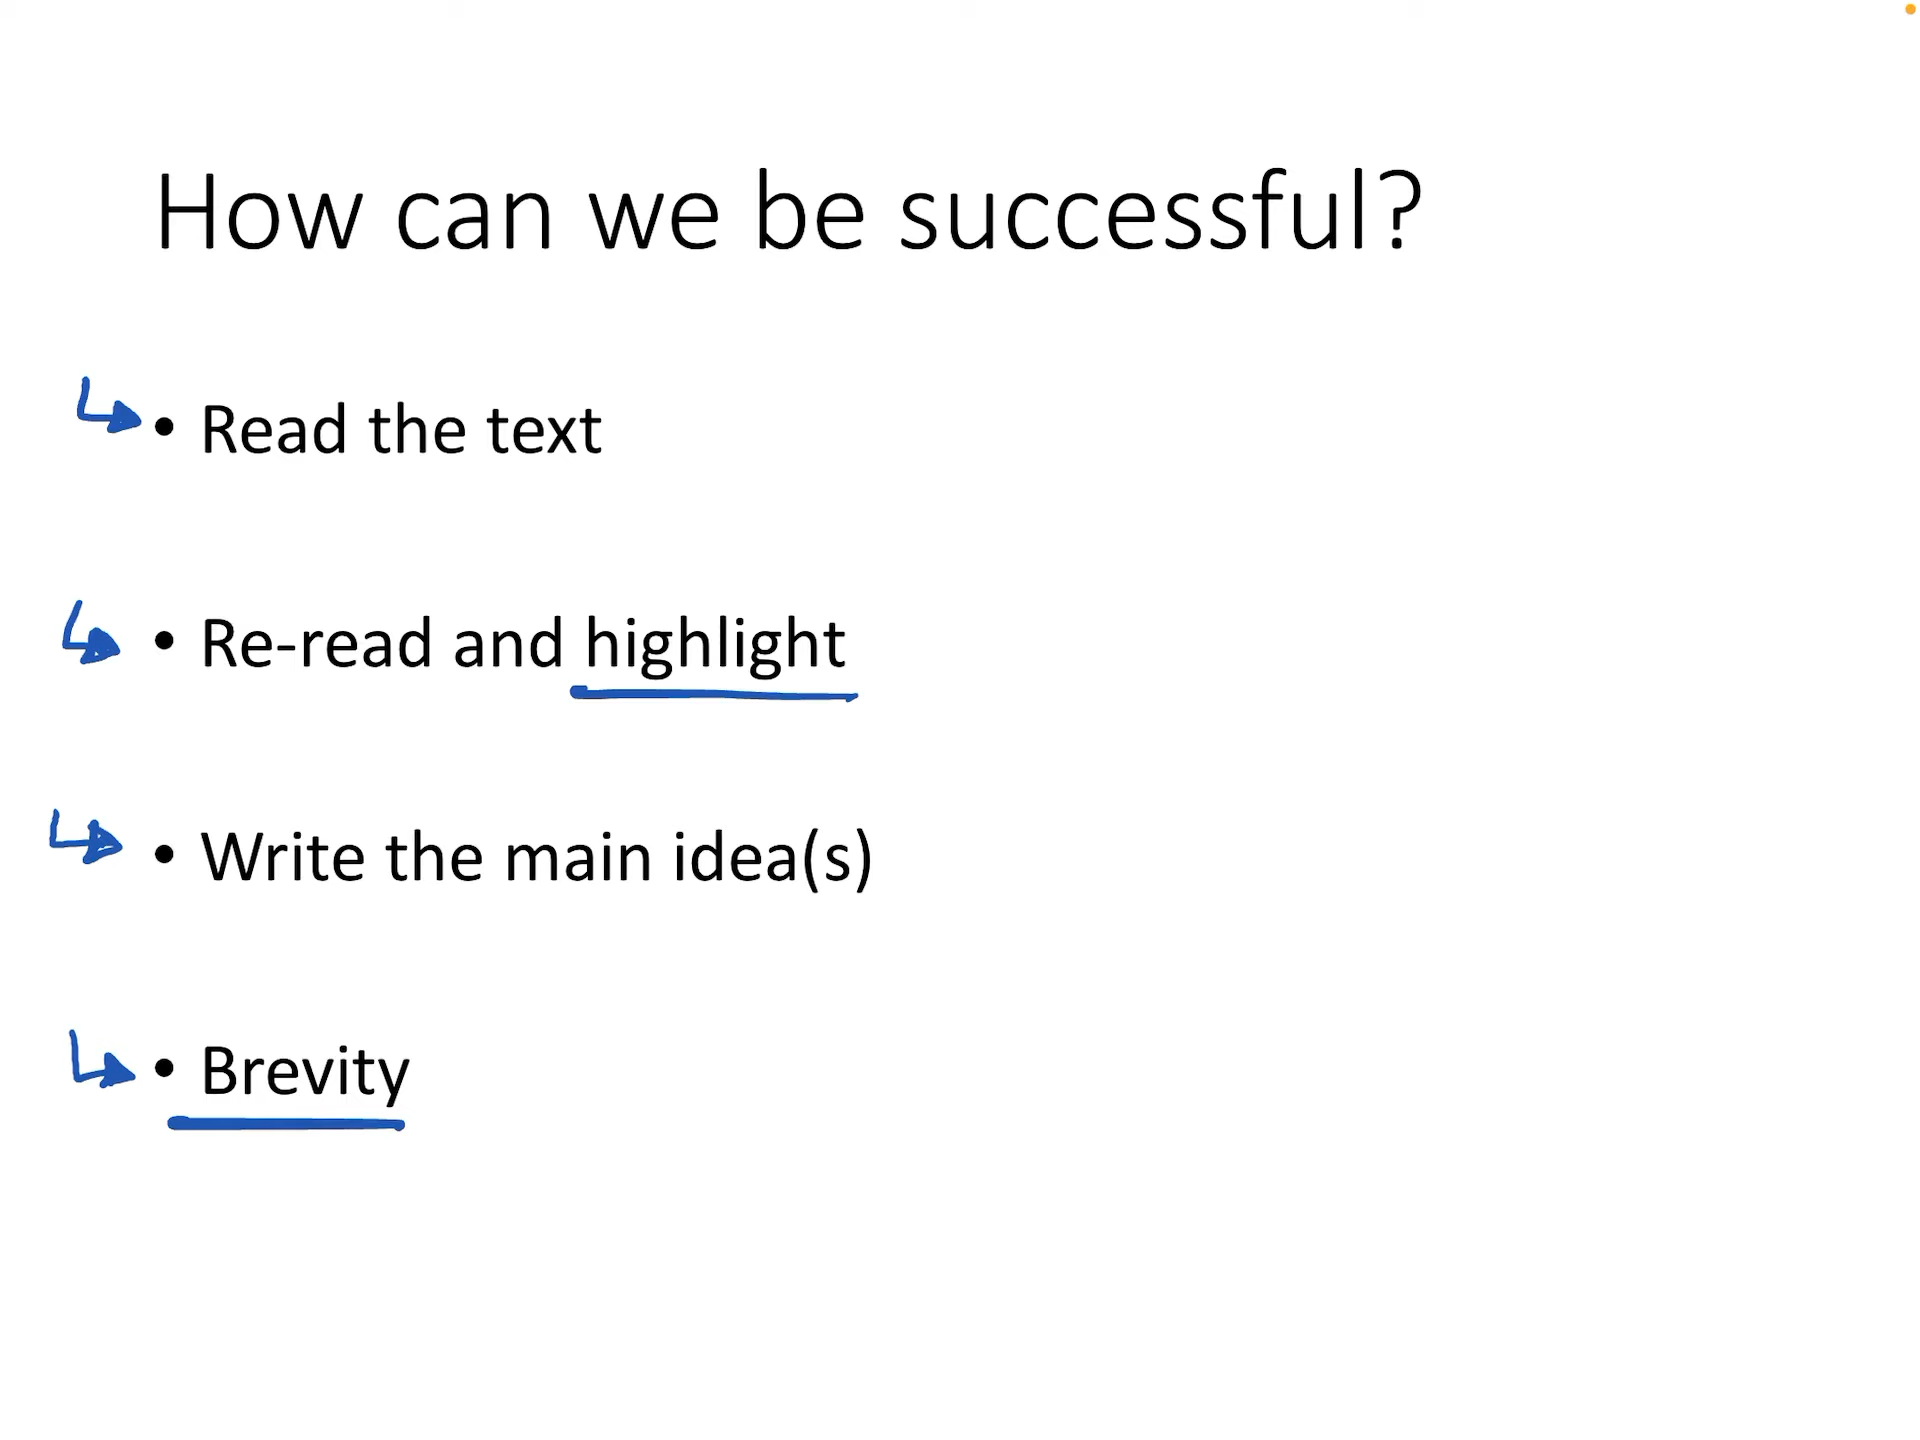 How can we be successful?
• Read the text
• Re-read and highlight
• Write the main idea(s)
• Brevity